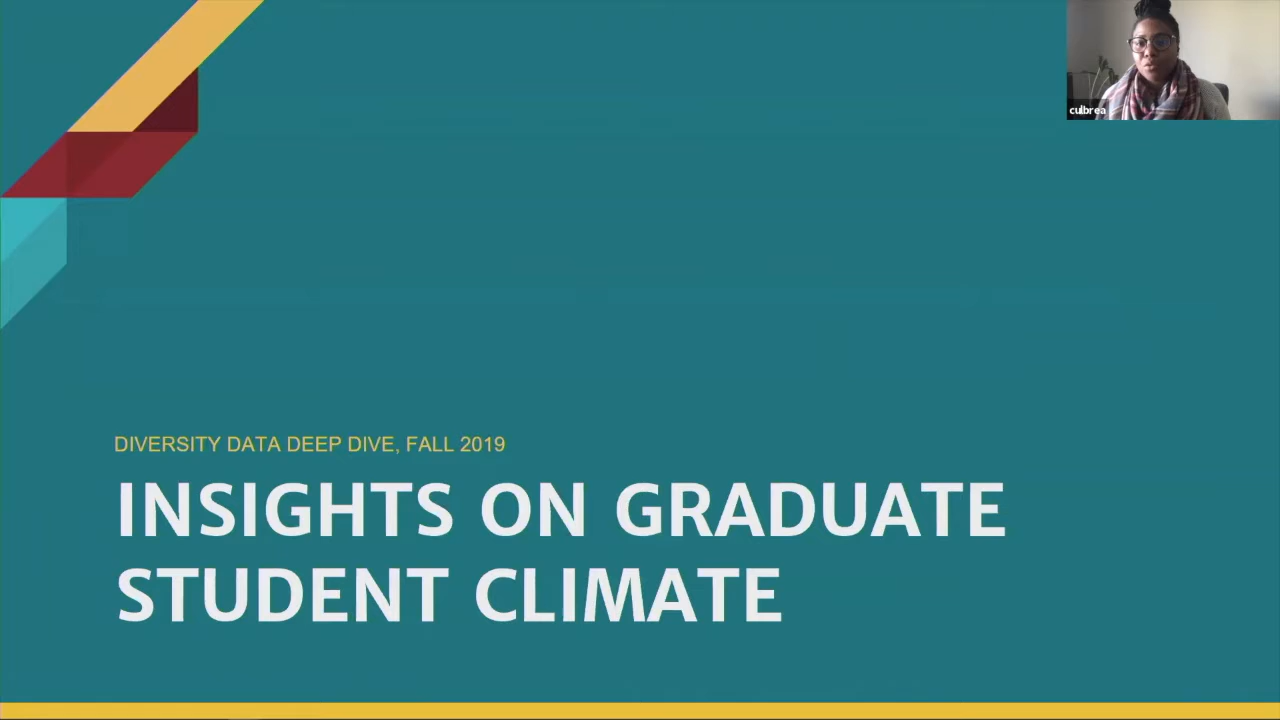 culbrea
DIVERSITY DATA DEEP DIVE, FALL 2019
INSIGHTS ON GRADUATE
STUDENT CLIMATE